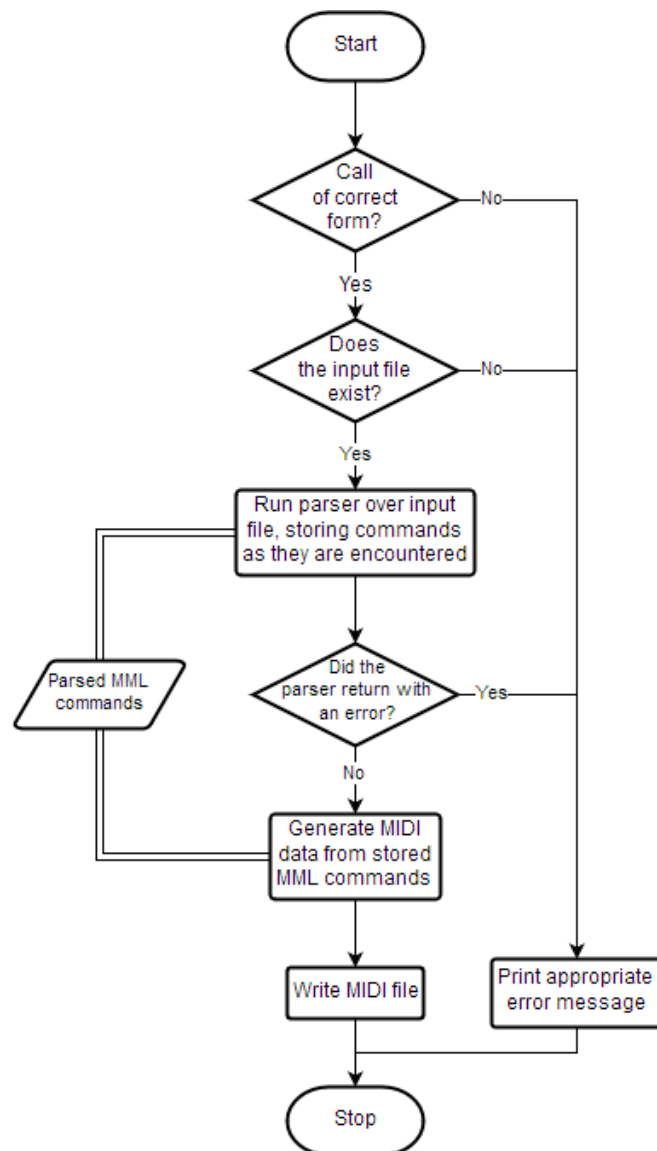 Start
Call
of correct
form?
No
Yes
Does
the input file
exist?
No
Yes
Run parser over input
file, storing commands
as they are encountered
Parsed MML
commands
Did the
parser return with
an error?
Yes
No
Generate MIDI
data from stored
MML commands
Write MIDI file
Print appropriate
error message
Stop